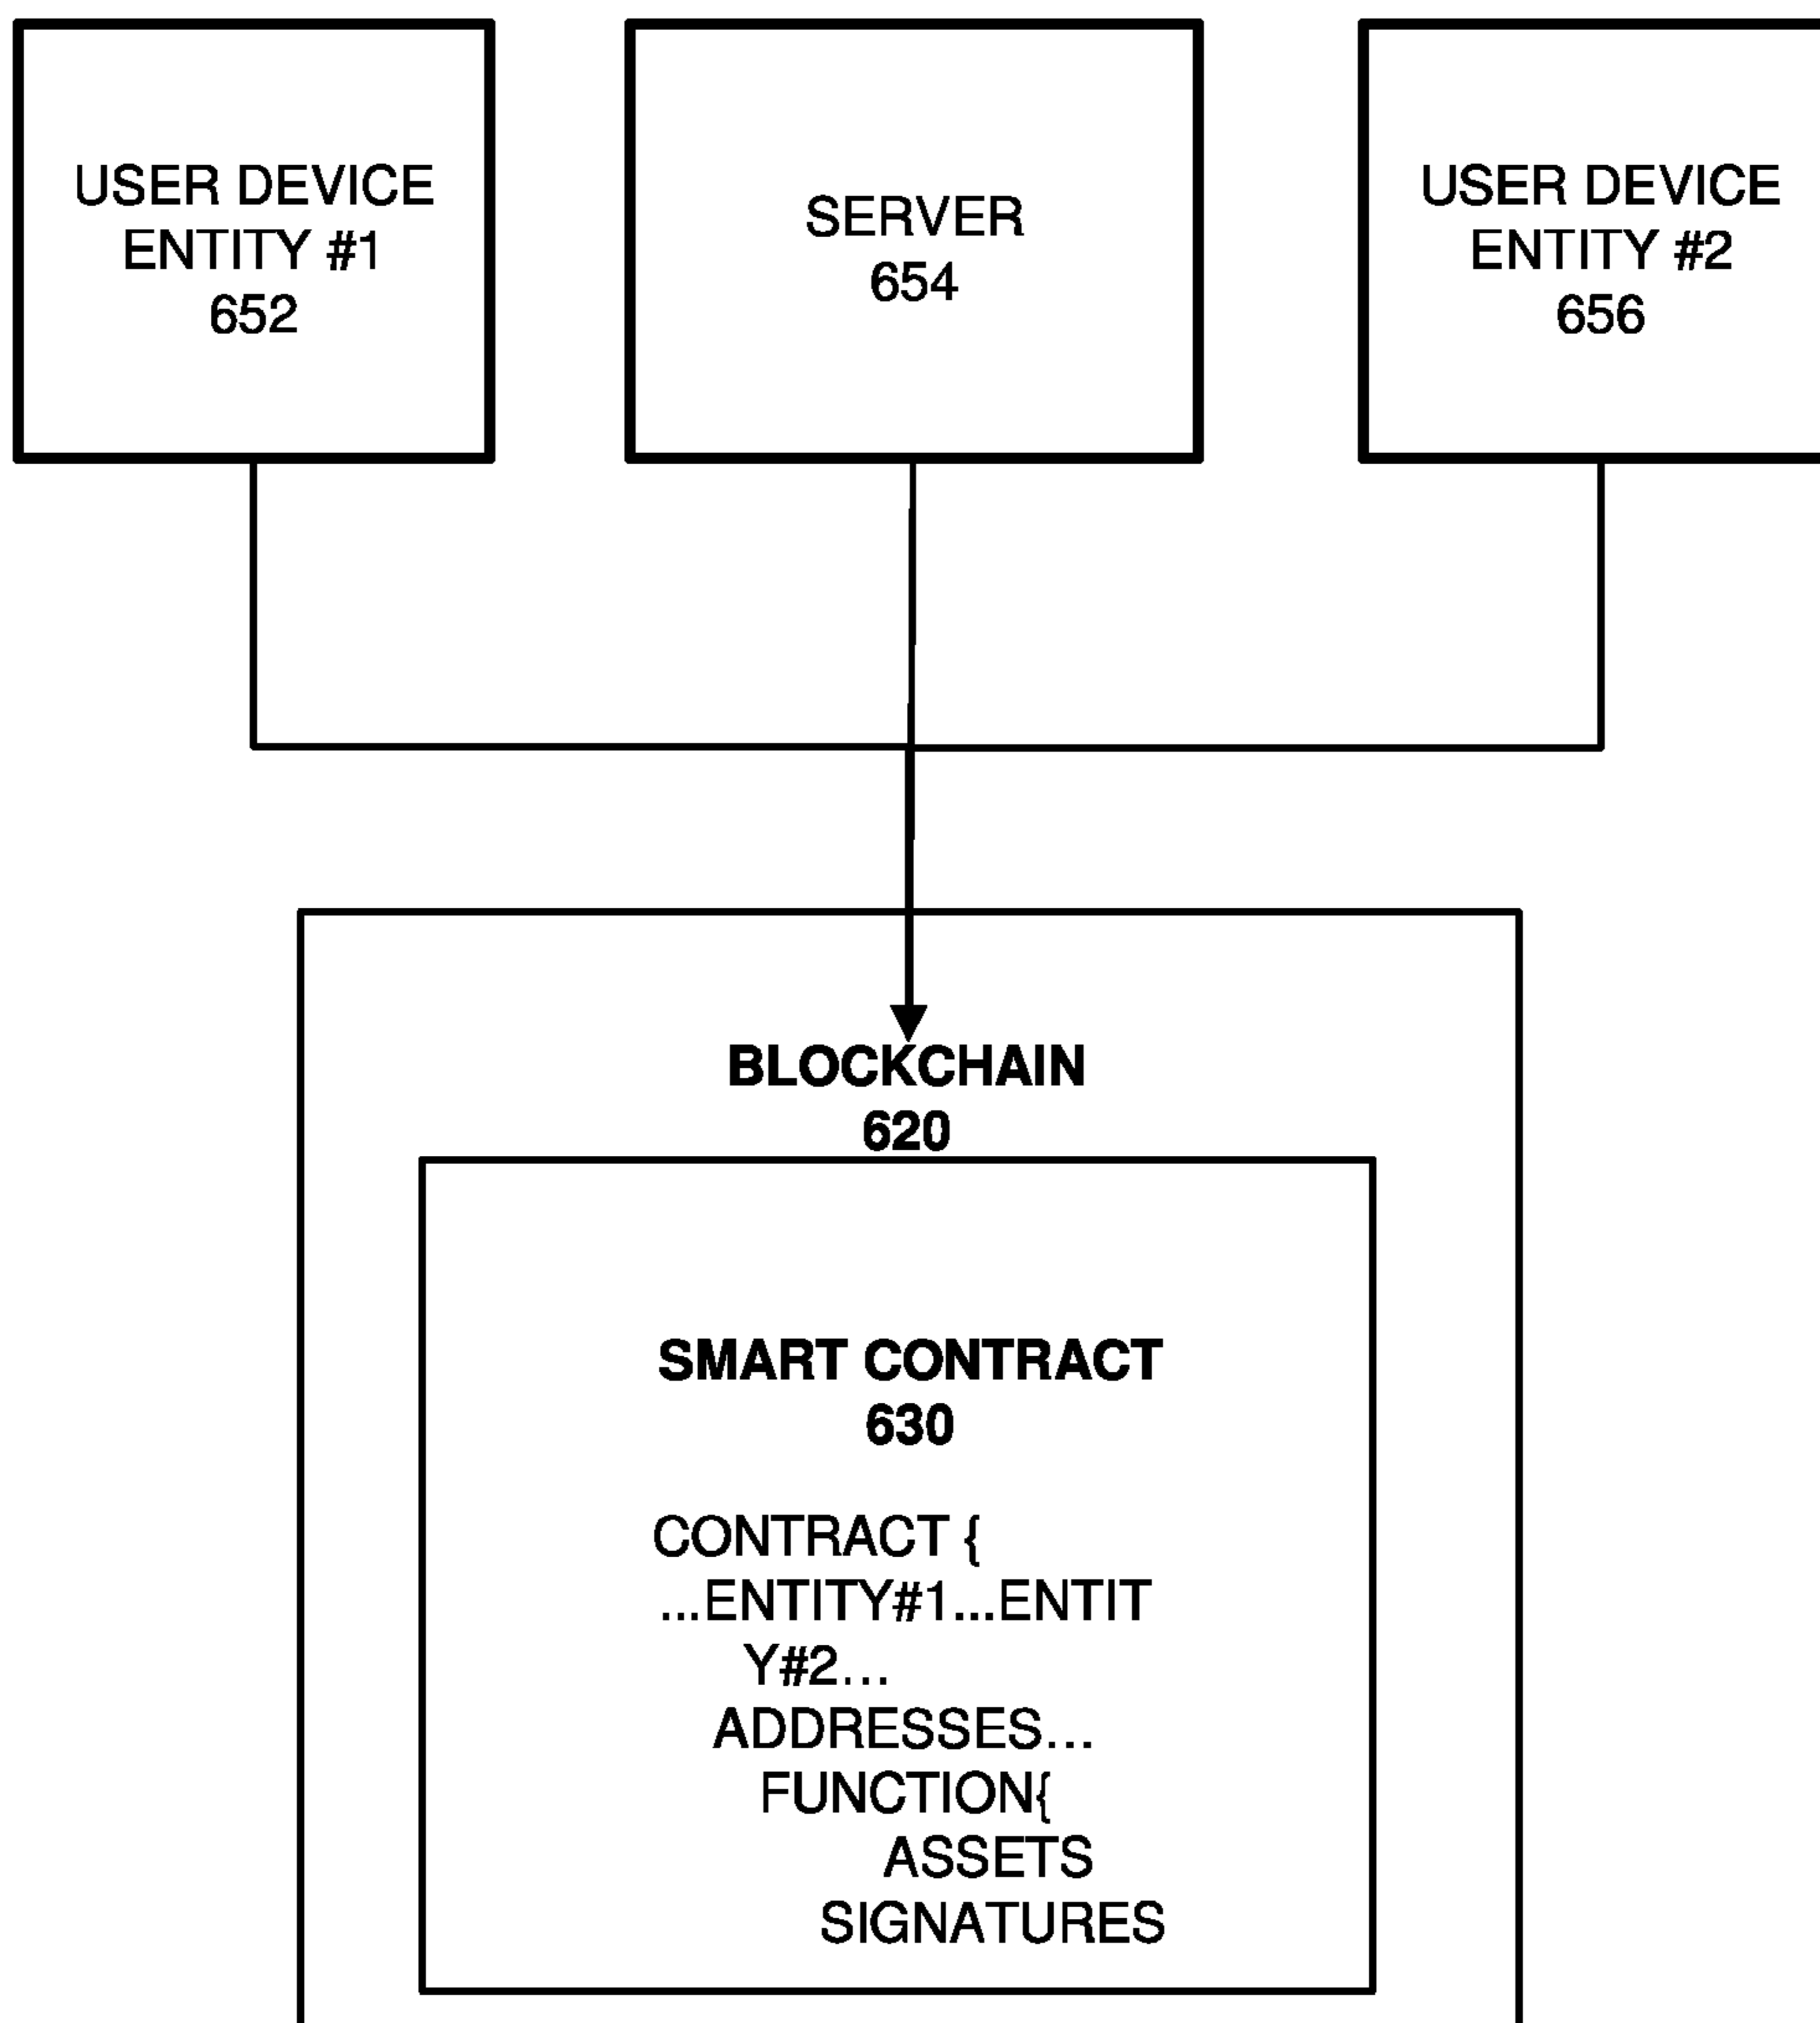 USER DEVICE
ENTITY #1
652
SERVER
654
USER DEVICE
ENTITY #2
656
BLOCKCHAIN
620
SMART CONTRACT
630
CONTRACT {
...ENTITY#1...ENTIT
Y#2...
ADDRESSES...
FUNCTION{
ASSETS
SIGNATURES